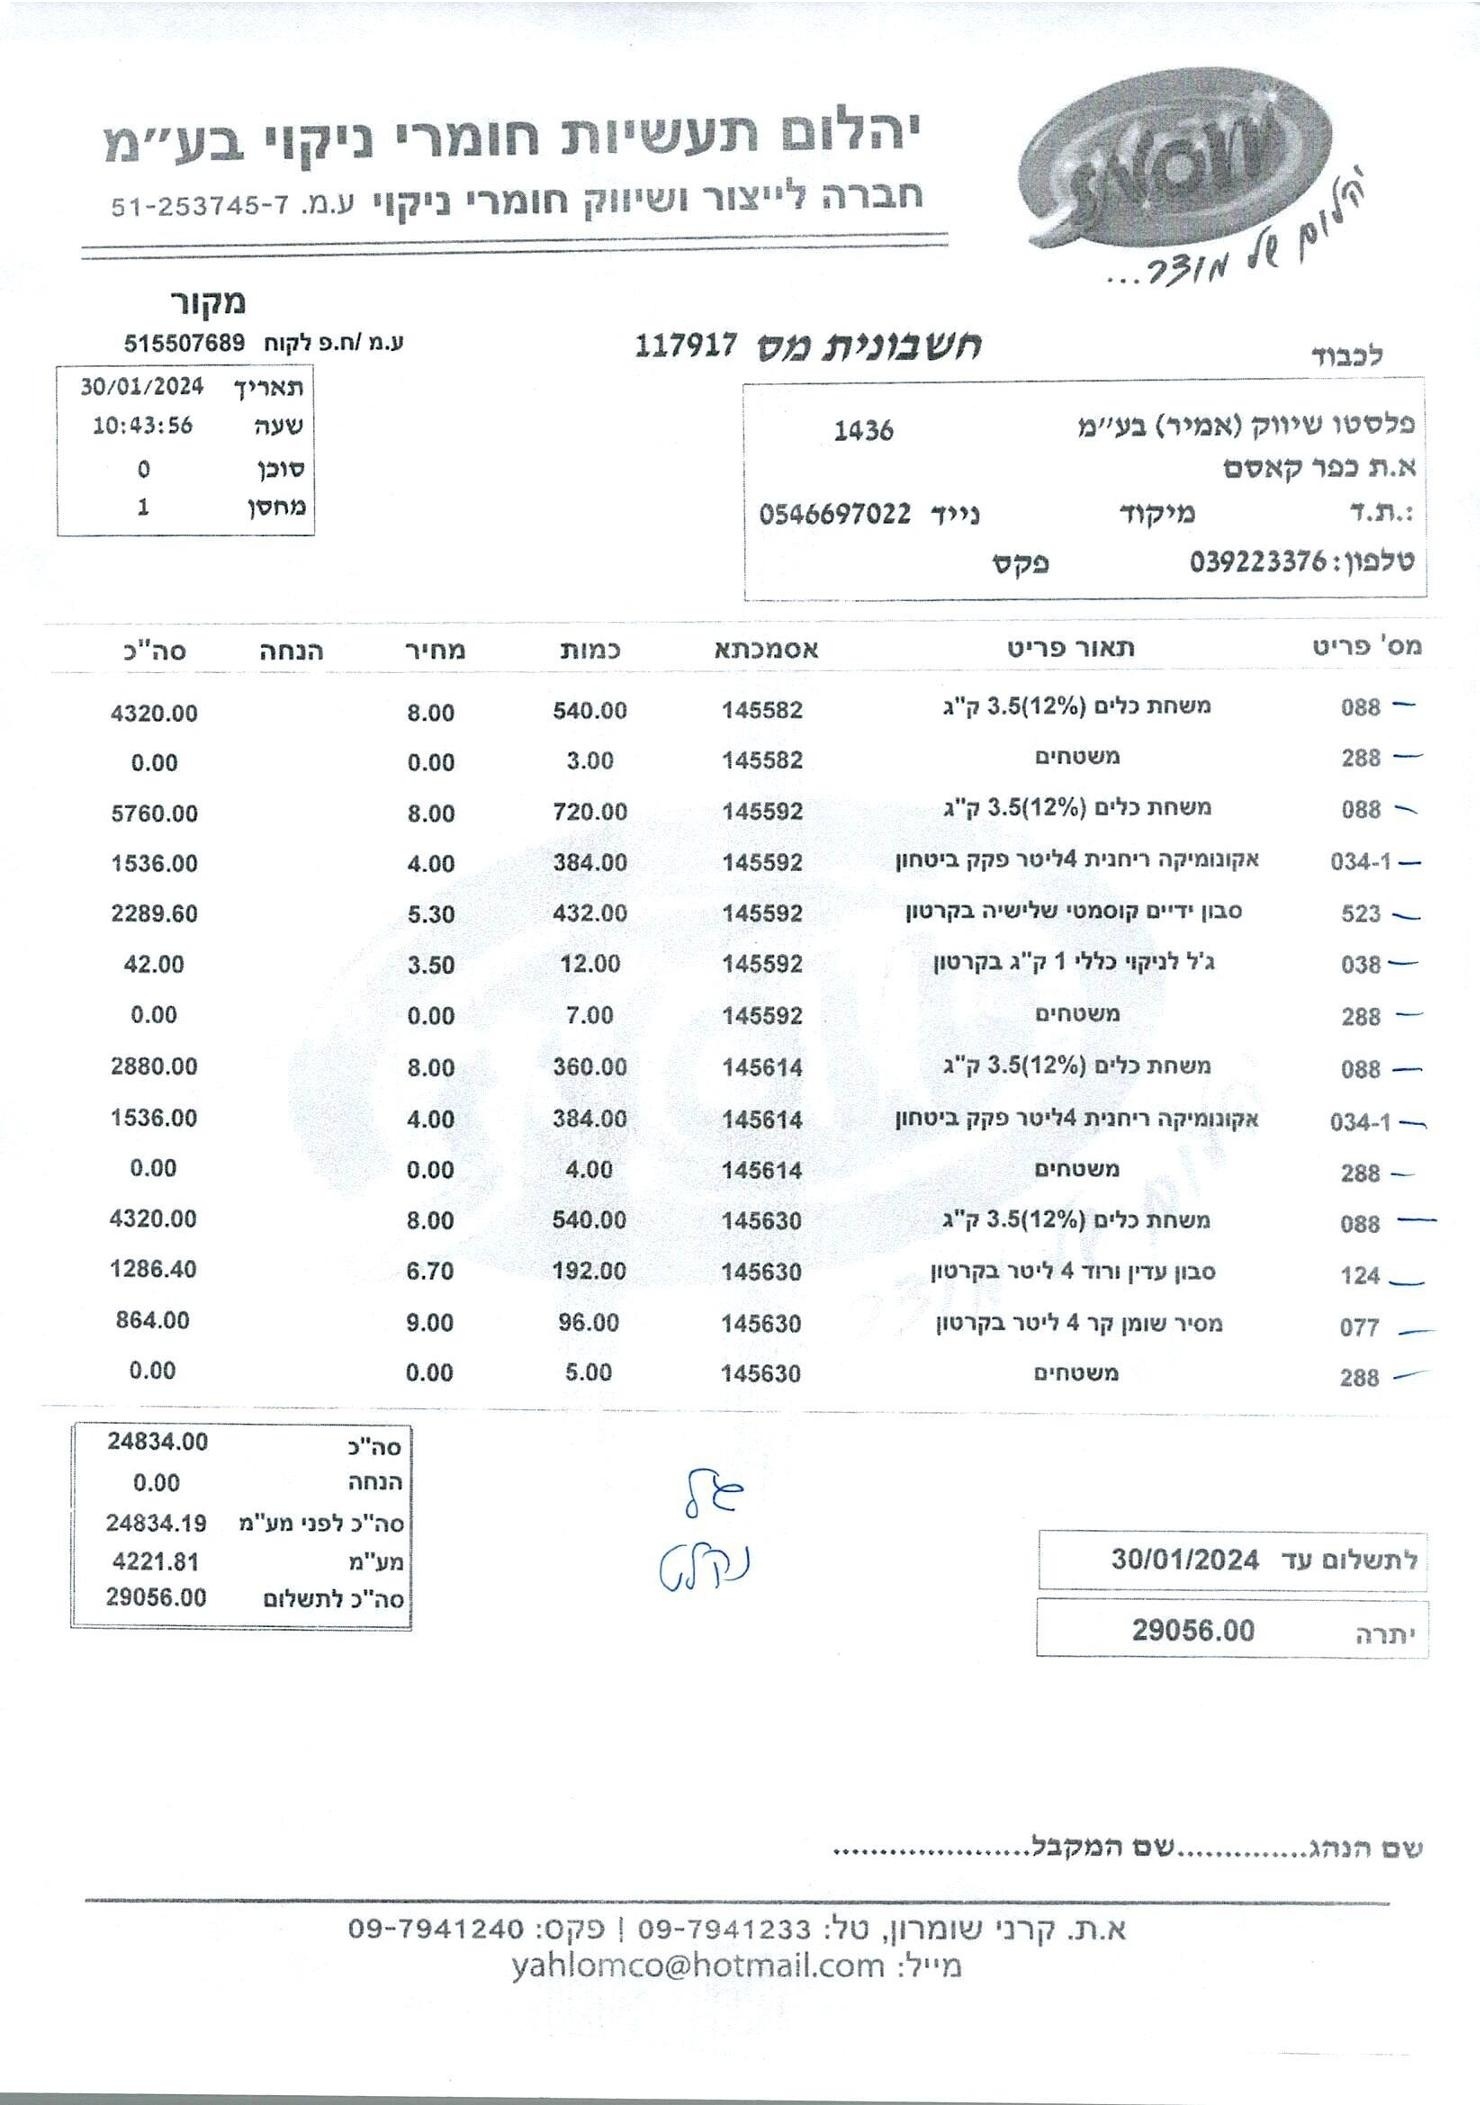 יהלום תעשיות חומרי ניקוי בע״מ
חברה לייצור ושיווק חומרי ניקוי ע.מ. 51-253745-7
SNOW
יהלום של מוצר...
מקור
ע.מ /ח.פ לקוח 515507689
תאריך 30/01/2024
שעה 10:43:56
סוכן 0
מחסן 1
חשבונית מס 117917
לכבוד
פלסטו שיווק (אמיר) בע״מ 1436
א.ת כפר קאסם
ת.ד.: מיקוד נייד 0546697022
טלפון: 039223376 פקס
מס' פריט תאור פריט אסמכתא כמות מחיר הנחה סה"כ
088 משחת כלים (12%)3.5 ק"ג 145582 540.00 8.00 4320.00
288 משטחים 145582 3.00 0.00 0.00
088 משחת כלים (12%)3.5 ק"ג 145592 720.00 8.00 5760.00
034-1 אקונומיקה ריחנית 4ליטר פקק ביטחון 145592 384.00 4.00 1536.00
523 סבון ידיים קוסמטי שלישיה בקרטון 145592 432.00 5.30 2289.60
038 ג'ל לניקוי כללי 1 ק"ג בקרטון 145592 12.00 3.50 42.00
288 משטחים 145592 7.00 0.00 0.00
088 משחת כלים (12%)3.5 ק"ג 145614 360.00 8.00 2880.00
034-1 אקונומיקה ריחנית 4ליטר פקק ביטחון 145614 384.00 4.00 1536.00
288 משטחים 145614 4.00 0.00 0.00
088 משחת כלים (12%)3.5 ק"ג 145630 540.00 8.00 4320.00
124 סבון עדין ורוד 4 ליטר בקרטון 145630 192.00 6.70 1286.40
077 מסיר שומן קר 4 ליטר בקרטון 145630 96.00 9.00 864.00
288 משטחים 145630 5.00 0.00 0.00
סה"כ 24834.00
הנחה 0.00
סה"כ לפני מע"מ 24834.19
מע"מ 4221.81
סה"כ לתשלום 29056.00
נקלט
לתשלום עד 30/01/2024
יתרה 29056.00
שם הנהג..............שם המקבל......................
א.ת. קרני שומרון, טל: 09-7941233 | פקס: 09-7941240
מייל: yahlomco@hotmail.com